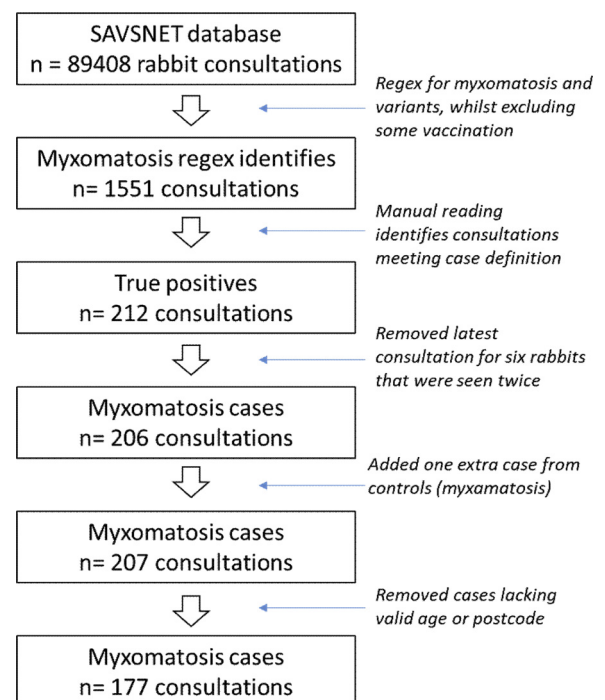 SAVSNET database
n = 89408 rabbit consultations
Regex for myxomatosis and
variants, whilst excluding
some vaccination
Myxomatosis regex identifies
n= 1551 consultations
Manual reading
identifies consultations
meeting case definition
True positives
n= 212 consultations
Removed latest
consultation for six rabbits
that were seen twice
Myxomatosis cases
n= 206 consultations
Added one extra case from
controls (myxamatosis)
Myxomatosis cases
n= 207 consultations
Removed cases lacking
valid age or postcode
Myxomatosis cases
n= 177 consultations